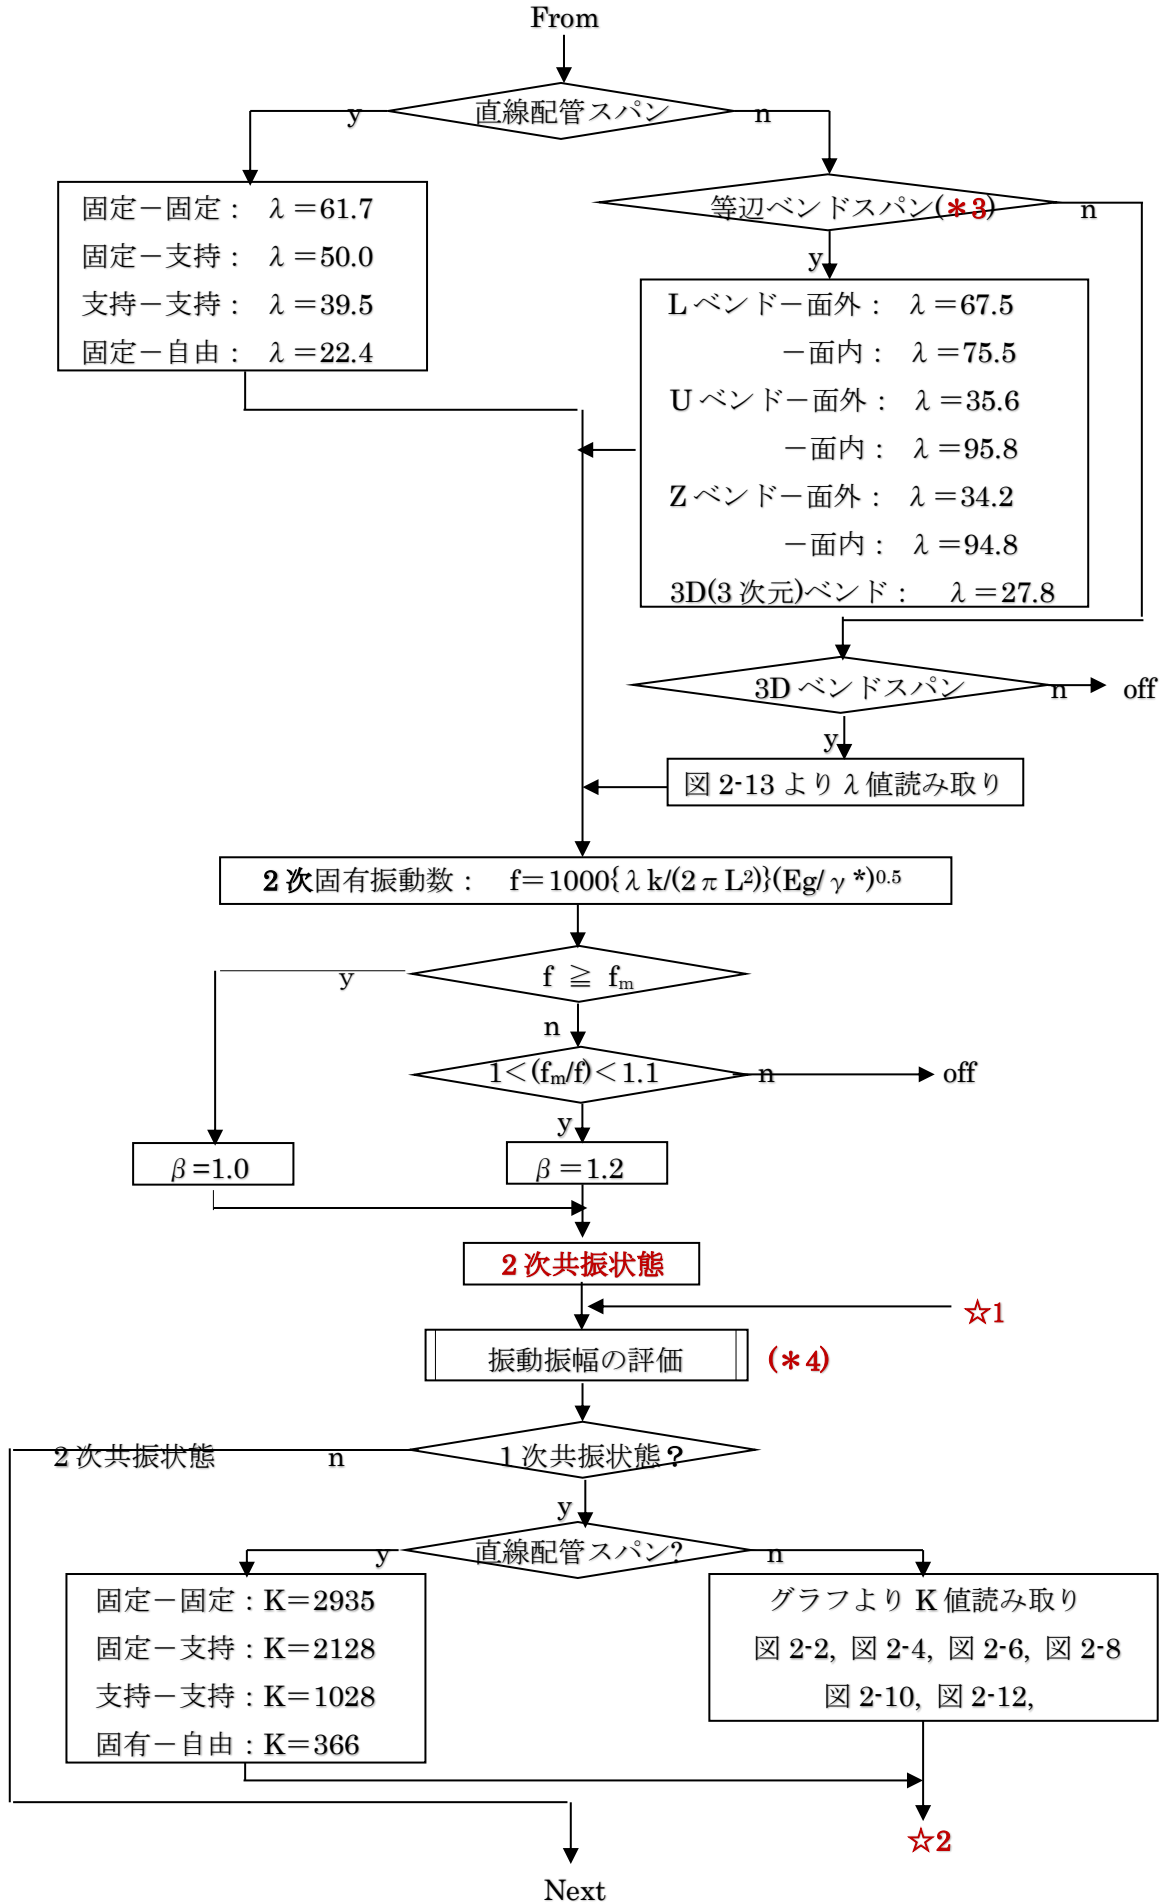 From
直線配管スパン
y
n
固定－固定： λ＝61.7
固定－支持： λ＝50.0
支持－支持： λ＝39.5
固定－自由： λ＝22.4
等辺ベンドスパン(＊3)
n
y
Lベンド－面外： λ＝67.5
－面内： λ＝75.5
Uベンド－面外： λ＝35.6
－面内： λ＝95.8
Zベンド－面外： λ＝34.2
－面内： λ＝94.8
3D(3次元)ベンド： λ＝27.8
3Dベンドスパン
n
off
y
図2-13よりλ値読み取り
2次固有振動数： f＝1000{λk/(2πL²)}(Eg/γ*)⁰·⁵
f ≧ fm
y
n
1＜(fm/f)＜1.1
n
off
y
β=1.0
β＝1.2
2次共振状態
☆1
振動振幅の評価
(＊4)
1次共振状態？
2次共振状態
n
y
直線配管スパン?
y
n
固定－固定：K＝2935
固定－支持：K＝2128
支持－支持：K＝1028
固有－自由：K＝366
グラフよりK値読み取り
図2-2, 図2-4, 図2-6, 図2-8
図2-10, 図2-12,
☆2
Next